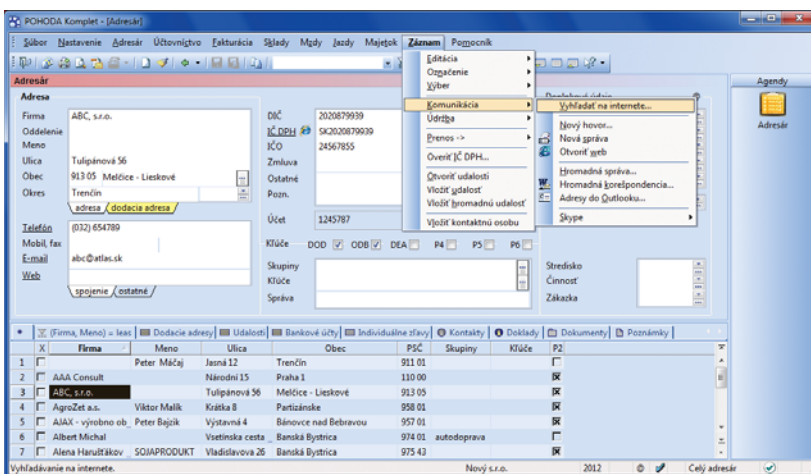 POHODA Komplet - [Adresár]
Súbor Nastavenie Adresár Účtovníctvo Fakturácia Sklady Mzdy Jazdy Majetok Záznam Pomocník
Adresár
Adresa
Firma ABC, s.r.o.
Oddelenie
Meno
Ulica Tulipánová 56
Obec 913 05 Melčice - Lieskové
Okres Trenčín
adresa dodacia adresa
Telefón (032) 654789
Mobil, fax
E-mail abc@atlas.sk
Web
spojenie ostatné
DIČ 2020879939
IČ DPH SK2020879939
IČO 24567855
Zmluva
Ostatné
Pozn.
Účet 1245787
Kľúče DOD ODB DEA P4 P5 P6
Skupiny
Kľúče
Správa
Stredisko
Činnosť
Zákazka
Editácia
Označenie
Výber
Komunikácia
Údržba
Prenos ->
Overiť IČ DPH...
Otvoriť udalosti
Vložiť udalosť
Vložiť hromadnú udalosť
Vložiť kontaktnú osobu
Vyhľadať na internete...
Nový hovor...
Nová správa
Otvoriť web
Hromadná správa...
Hromadná korešpondencia...
Adresy do Outlooku...
Skype
Agendy
Adresár
(Firma, Meno) = leas Dodacie adresy Udalosti Bankové účty Individuálne zľavy Kontakty Doklady Dokumenty Poznámky
X Firma Meno Ulica Obec PSČ Skupiny Kľúče P2
1 Peter Máčaj Jasná 12 Trenčín 911 01
2 AAA Consult Národní 15 Praha 1 110 00
3 ABC, s.r.o. Tulipánová 56 Melčice - Lieskové 913 05
4 AgroZet a.s. Viktor Malík Krátka 8 Partizánske 958 01
5 AJAX - výrobno ob_ Peter Bajzik Výstavná 4 Bánovce nad Bebravou 957 01
6 Albert Michal Vsetínska cesta _ Banská Bystrica 974 01 autodoprava
7 Alena Haruštákov_ SOJAPRODUKT Vladislavova 26 Banská Bystrica 975 43
Vyhľadávanie na internete. Nový s.r.o. 2012 Celý adresár